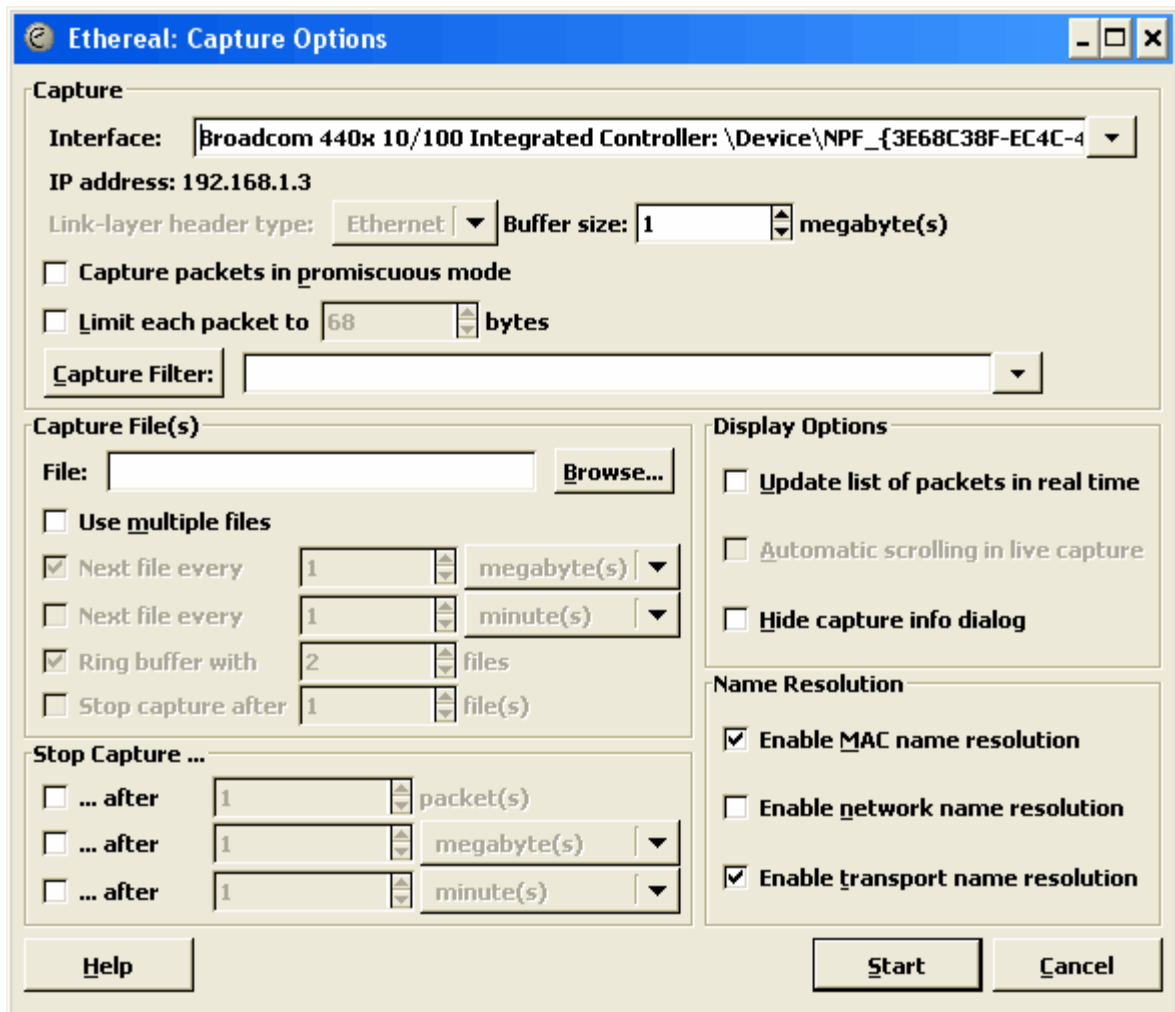 Ethereal: Capture Options
Capture
Interface: Broadcom 440x 10/100 Integrated Controller: \Device\NPF_{3E68C38F-EC4C-4
IP address: 192.168.1.3
Link-layer header type: Ethernet Buffer size: 1 megabyte(s)
Capture packets in promiscuous mode
Limit each packet to 68 bytes
Capture Filter:
Capture File(s)
File: Browse...
Use multiple files
Next file every 1 megabyte(s)
Next file every 1 minute(s)
Ring buffer with 2 files
Stop capture after 1 file(s)
Stop Capture ...
... after 1 packet(s)
... after 1 megabyte(s)
... after 1 minute(s)
Display Options
Update list of packets in real time
Automatic scrolling in live capture
Hide capture info dialog
Name Resolution
Enable MAC name resolution
Enable network name resolution
Enable transport name resolution
Help Start Cancel